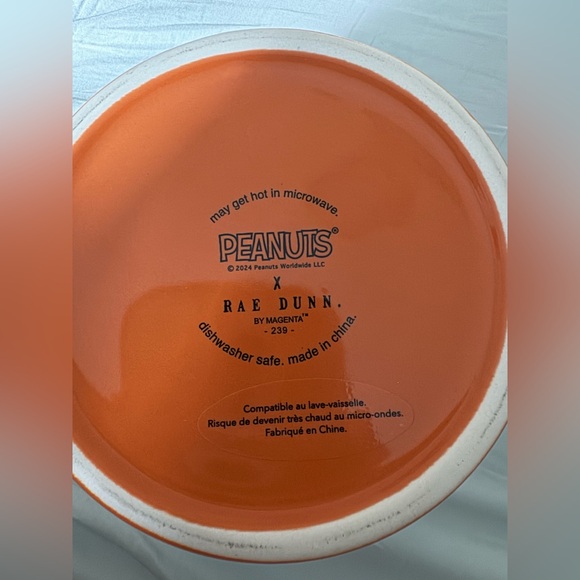 may get hot in microwave.
PEANUTS®
© 2024 Peanuts Worldwide LLC
X
RAE DUNN.
BY MAGENTA™
- 239 -
dishwasher safe. made in china.
Compatible au lave-vaisselle.
Risque de devenir très chaud au micro-ondes.
Fabriqué en Chine.